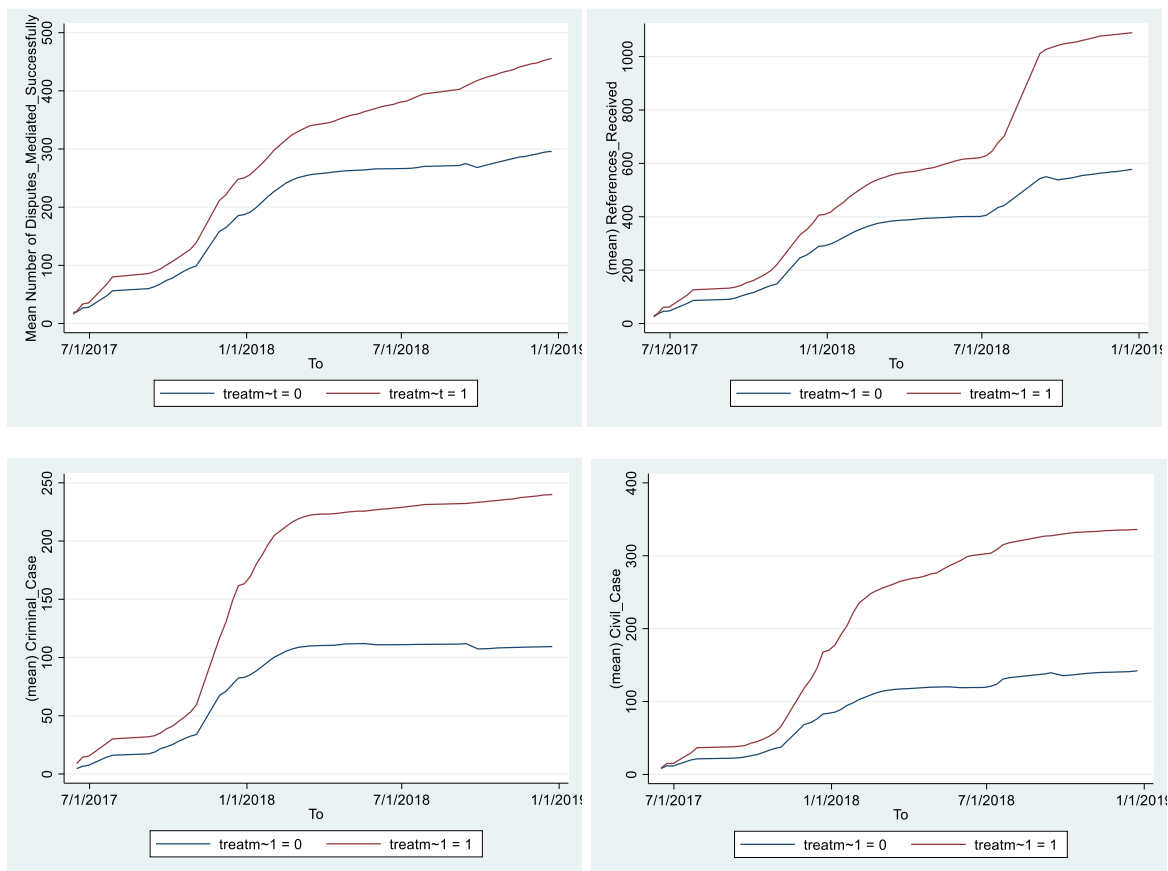 Mean Number of Disputes_Mediated_Successfully
500
400
300
200
100
0
7/1/2017 1/1/2018 7/1/2018 1/1/2019
To
treatm~t = 0 treatm~t = 1
(mean) References_Received
1000
800
600
400
200
0
7/1/2017 1/1/2018 7/1/2018 1/1/2019
To
treatm~1 = 0 treatm~1 = 1
(mean) Criminal_Case
250
200
150
100
50
0
7/1/2017 1/1/2018 7/1/2018 1/1/2019
To
treatm~1 = 0 treatm~1 = 1
(mean) Civil_Case
400
300
200
100
0
7/1/2017 1/1/2018 7/1/2018 1/1/2019
To
treatm~1 = 0 treatm~1 = 1